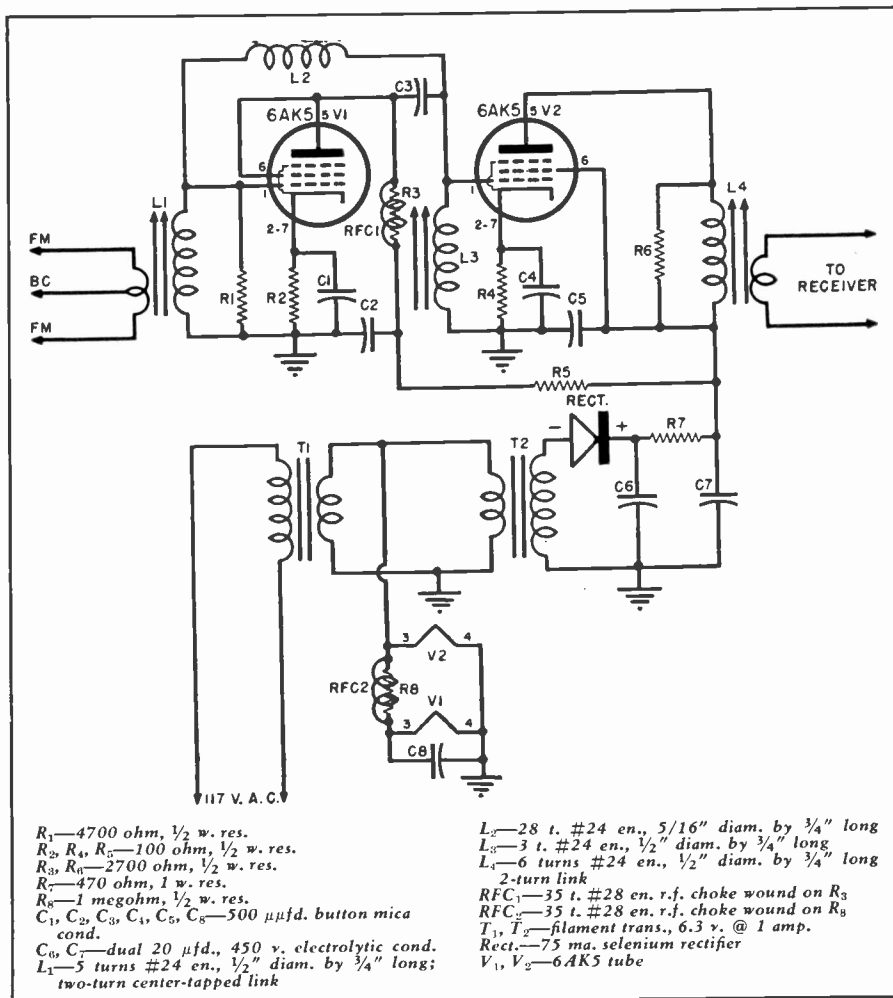 L2
C3
6AK5 5 V1
6AK5 5 V2
6
1
6
1
L1
R3
RFC1
L4
2-7
2-7
L3
R6
FM
BC
FM
R1
R2
C1
C2
R4
C4
C5
TO
RECEIVER
R5
RECT.
- +
R7
T1
T2
C6
C7
3 4
V2
RFC2
R8
V1
3 4
C8
117 V. A.C.
R₁—4700 ohm, ½ w. res.
R₂, R₄, R₅—100 ohm, ½ w. res.
R₃, R₆—2700 ohm, ½ w. res.
R₇—470 ohm, 1 w. res.
R₈—1 megohm, ½ w. res.
C₁, C₂, C₃, C₄, C₅, C₈—500 μμfd. button mica
cond.
C₆, C₇—dual 20 μfd., 450 v. electrolytic cond.
L₁—5 turns #24 en., ½" diam. by ¾" long;
two-turn center-tapped link
L₂—28 t. #24 en., 5/16" diam. by ¾" long
L₃—3 t. #24 en., ½" diam. by ¾" long
L₄—6 turns #24 en., ½" diam. by ¾" long
2-turn link
RFC₁—35 t. #28 en. r.f. choke wound on R₃
RFC₂—35 t. #28 en. r.f. choke wound on R₈
T₁, T₂—filament trans., 6.3 v. @ 1 amp.
Rect.—75 ma. selenium rectifier
V₁, V₂—6AK5 tube